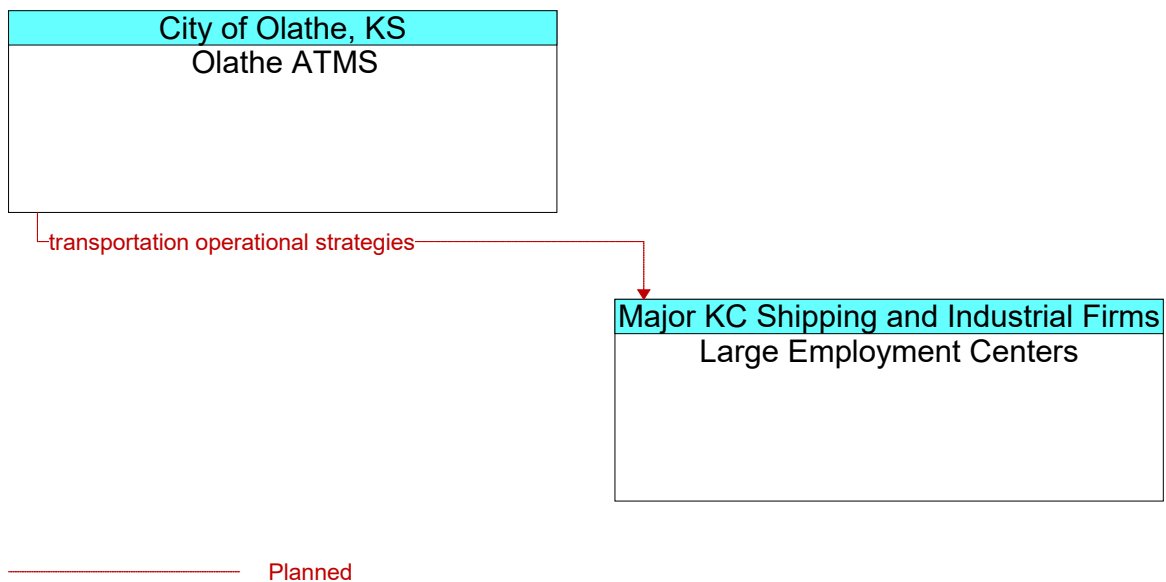 City of Olathe, KS
Olathe ATMS
transportation operational strategies
Major KC Shipping and Industrial Firms
Large Employment Centers
Planned